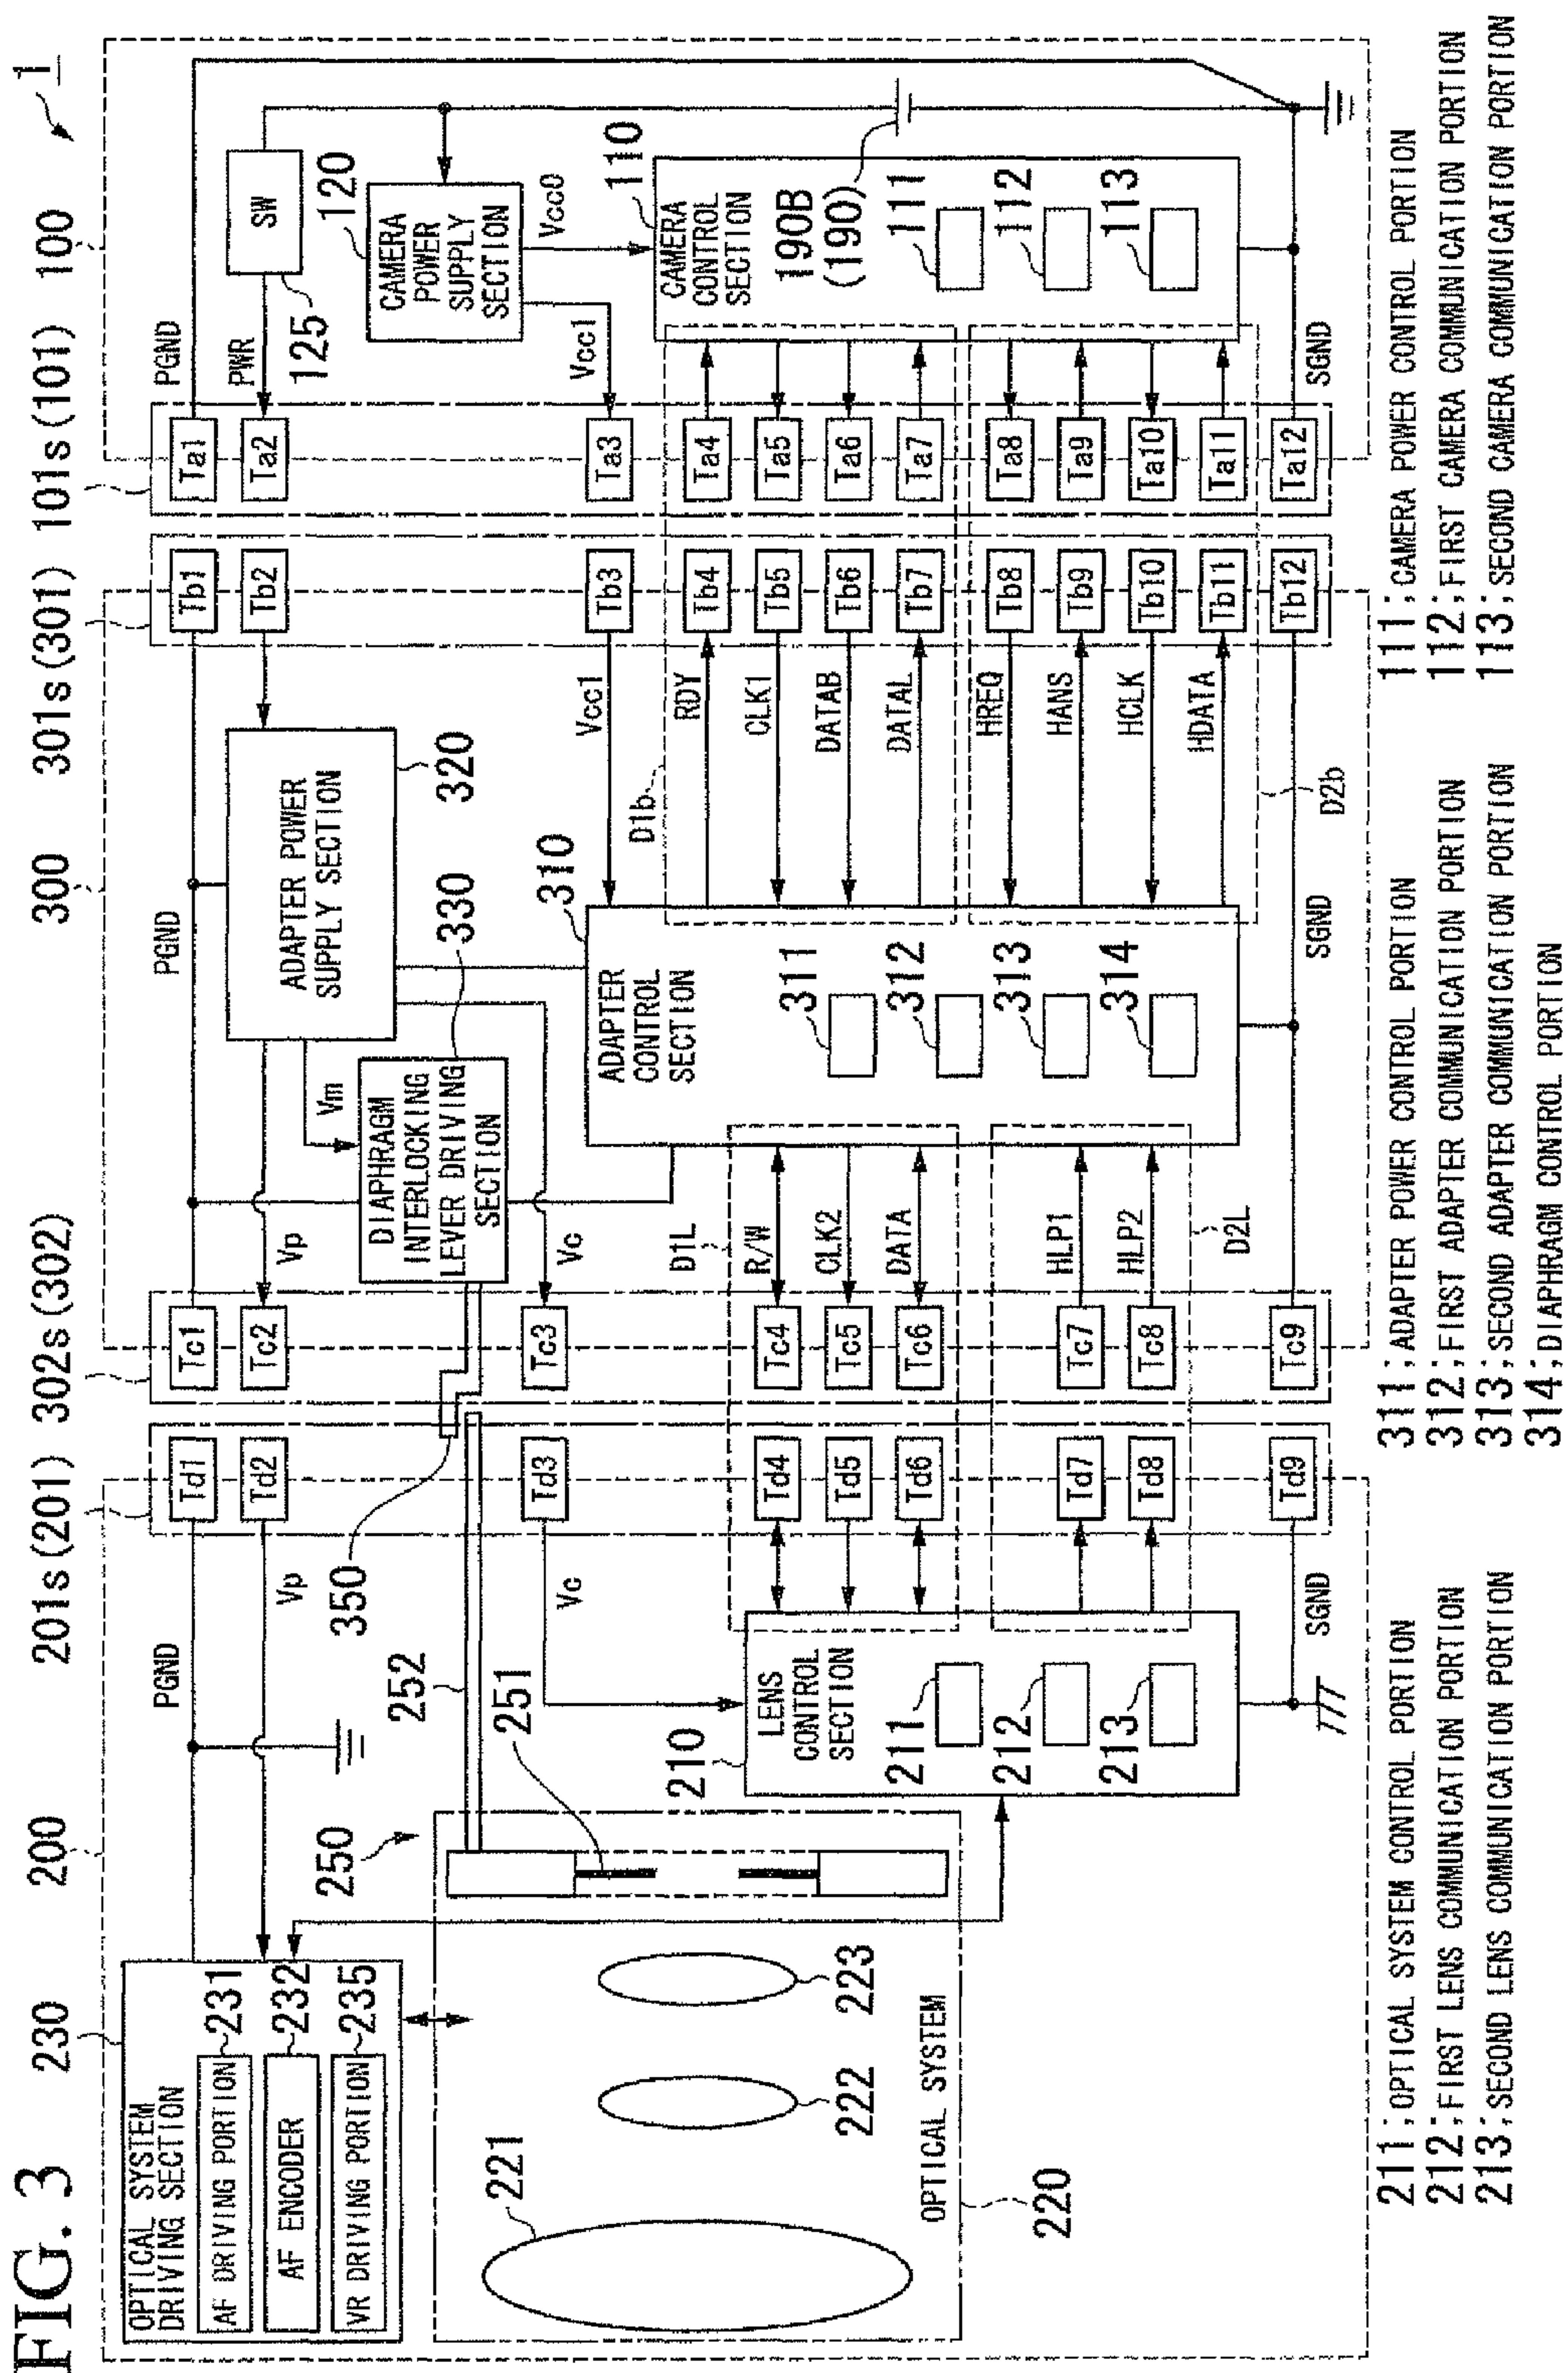 FIG. 3
1
200
300
100
230
201s(201)
302s(302)
301s(301)
101s(101)
OPTICAL SYSTEM
DRIVING SECTION
AF DRIVING PORTION
231
AF ENCODER
232
VR DRIVING PORTION
235
PGND
Vp
250
350
252
251
Vc
221
222
223
OPTICAL SYSTEM
220
210
LENS
CONTROL
SECTION
211
212
213
SGND
Td1
Td2
Td3
Td4
Td5
Td6
Td7
Td8
Td9
Tc1
Tc2
Tc3
Tc4
Tc5
Tc6
Tc7
Tc8
Tc9
PGND
Vp
Vm
ADAPTER POWER
SUPPLY SECTION
320
DIAPHRAGM
INTERLOCKING
LEVER DRIVING
SECTION
330
Vc
D1L
R/W
CLK2
DATA
HLP1
HLP2
D2L
310
ADAPTER
CONTROL
SECTION
311
312
313
314
SGND
Vcc1
D1b
RDY
CLK1
DATAB
DATAL
HREQ
HANS
HCLK
HDATA
D2b
Tb1
Tb2
Tb3
Tb4
Tb5
Tb6
Tb7
Tb8
Tb9
Tb10
Tb11
Tb12
Ta1
Ta2
Ta3
Ta4
Ta5
Ta6
Ta7
Ta8
Ta9
Ta10
Ta11
Ta12
PGND
PWR
SW
125
120
CAMERA
POWER
SUPPLY
SECTION
Vcc1
Vcc0
110
CAMERA
CONTROL
SECTION
190B
(190)
111
112
113
SGND
211;OPTICAL SYSTEM CONTROL PORTION
212;FIRST LENS COMMUNICATION PORTION
213;SECOND LENS COMMUNICATION PORTION
311;ADAPTER POWER CONTROL PORTION
312;FIRST ADAPTER COMMUNICATION PORTION
313;SECOND ADAPTER COMMUNICATION PORTION
314;DIAPHRAGM CONTROL PORTION
111;CAMERA POWER CONTROL PORTION
112;FIRST CAMERA COMMUNICATION PORTION
113;SECOND CAMERA COMMUNICATION PORTION